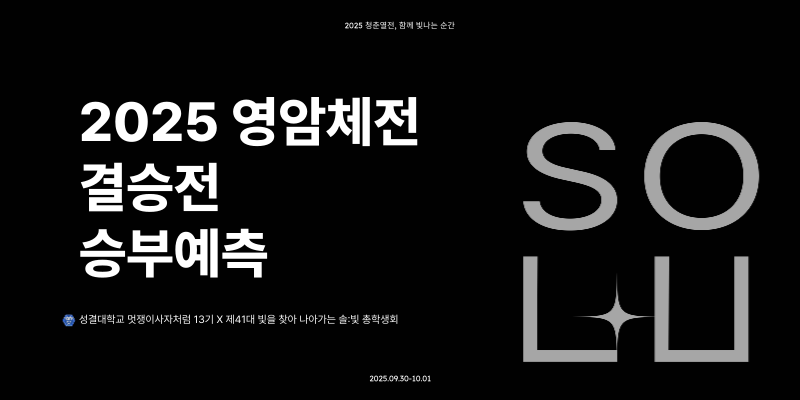 2025 청춘열전, 함께 빛나는 순간
2025 영암체전
결승전
승부예측
성결대학교 멋쟁이사자처럼 13기 X 제41대 빛을 찾아 나아가는 솔:빛 총학생회
SO
LU
2025.09.30-10.01